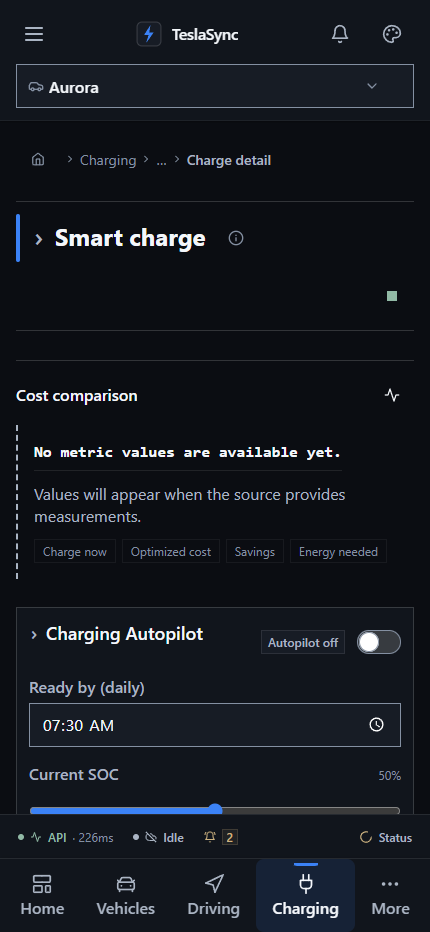 TeslaSync
Aurora
Charging
...
Charge detail
Smart charge
Cost comparison
No metric values are available yet.
Values will appear when the source provides
measurements.
Charge now
Optimized cost
Savings
Energy needed
Charging Autopilot
Autopilot off
Ready by (daily)
07:30 AM
Current SOC
50%
API · 226ms
Idle
2
Status
Home
Vehicles
Driving
Charging
More